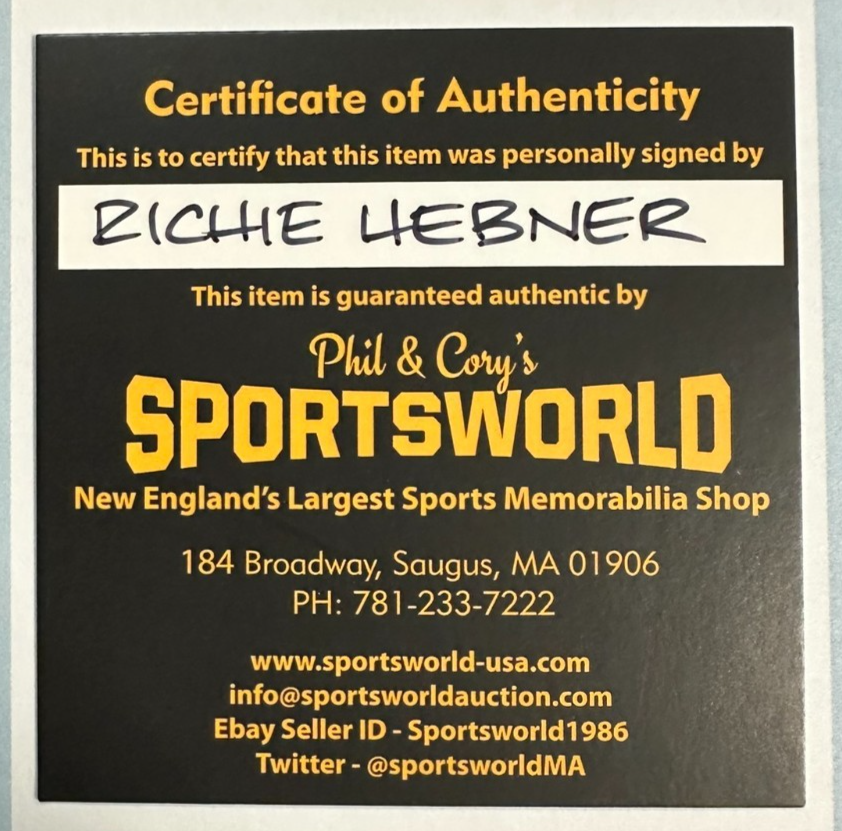 Certificate of Authenticity
This is to certify that this item was personally signed by
RICHIE HEBNER
This item is guaranteed authentic by
Phil & Cory's
SPORTSWORLD
New England's Largest Sports Memorabilia Shop
184 Broadway, Saugus, MA 01906
PH: 781-233-7222
www.sportsworld-usa.com
info@sportsworldauction.com
Ebay Seller ID - Sportsworld1986
Twitter - @sportsworldMA